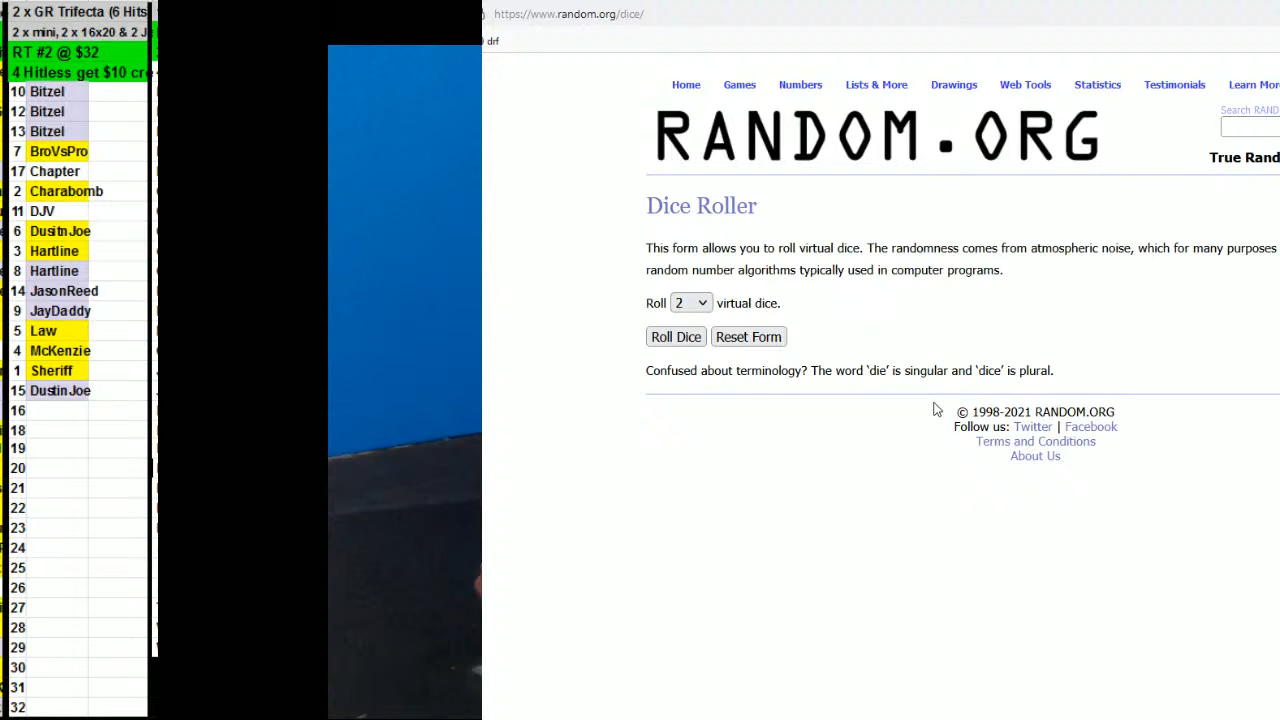 2 x GR Trifecta (6 Hits
2 x mini, 2 x 16x20 & 2 J
RT #2 @ $32
4 Hitless get $10 cre
10 Bitzel
12 Bitzel
13 Bitzel
7 BroVsPro
17 Chapter
2 Charabomb
11 DJV
6 DusitnJoe
3 Hartline
8 Hartline
14 JasonReed
9 JayDaddy
5 Law
4 McKenzie
1 Sheriff
15 DustinJoe
16
18
19
20
21
22
23
24
25
26
27
28
29
30
31
32
https://www.random.org/dice/
drf
Home Games Numbers Lists & More Drawings Web Tools Statistics Testimonials Learn Mor
Search RAND
RANDOM.ORG
True Rand
Dice Roller
This form allows you to roll virtual dice. The randomness comes from atmospheric noise, which for many purposes
random number algorithms typically used in computer programs.
Roll 2 virtual dice.
Roll Dice Reset Form
Confused about terminology? The word ‘die’ is singular and ‘dice’ is plural.
© 1998-2021 RANDOM.ORG
Follow us: Twitter | Facebook
Terms and Conditions
About Us